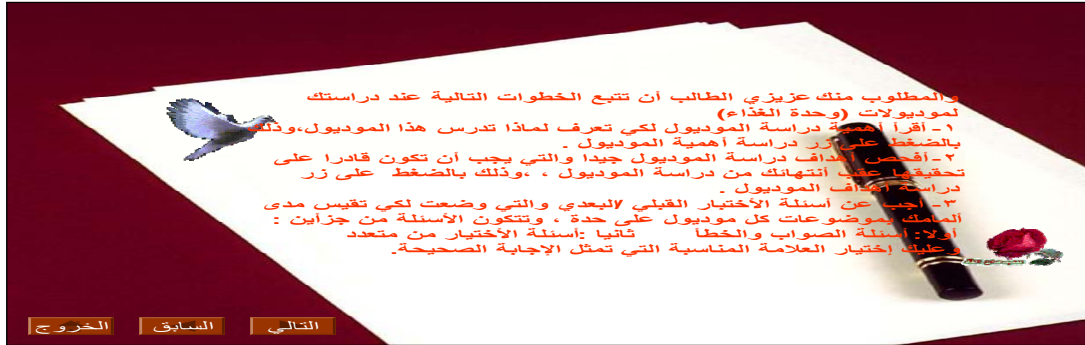 والمطلوب منك عزيزي الطالب أن تتبع الخطوات التالية عند دراستك
لموديولات (وحدة الغذاء)
١- أقرأ أهمية دراسة الموديول لكي تعرف لماذا تدرس هذا الموديول،وذلك
بالضغط على زر دراسة أهمية الموديول .
٢- أفحص أهداف دراسة الموديول جيدا والتي يجب أن تكون قادرا على
تحقيقها عقب أنتهائك من دراسة الموديول ، ،وذلك بالضغط على زر
دراسة أهداف الموديول .
٣- أجب عن أسئلة الأختبار القبلي /البعدي والتي وضعت لكي تقيس مدى
ألمامك بموضوعات كل موديول على حدة ، وتتكون الأسئلة من جزأين :
أولا: أسئلة الصواب والخطأ ثانيا :أسئلة الأختيار من متعدد
وعليك إختيار العلامة المناسبة التي تمثل الإجابة الصحيحة.
التالي السابق الخروج